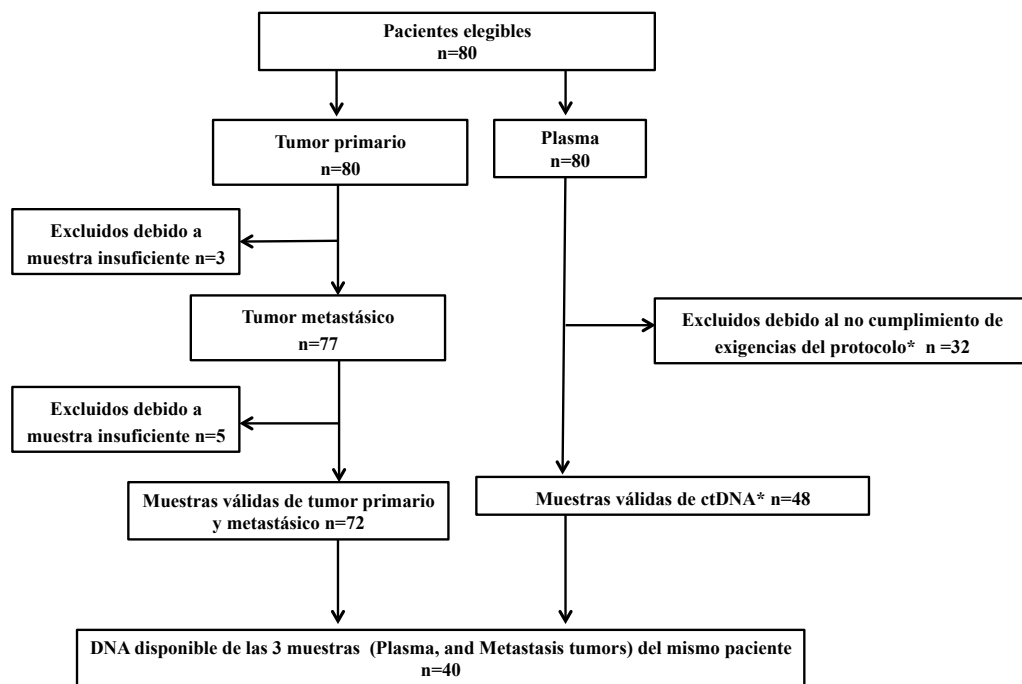 Pacientes elegibles
n=80
Tumor primario
n=80
Plasma
n=80
Excluidos debido a
muestra insuficiente n=3
Tumor metastásico
n=77
Excluidos debido al no cumplimiento de
exigencias del protocolo* n =32
Excluidos debido a
muestra insuficiente n=5
Muestras válidas de tumor primario
y metastásico n=72
Muestras válidas de ctDNA* n=48
DNA disponible de las 3 muestras (Plasma, and Metastasis tumors) del mismo paciente
n=40